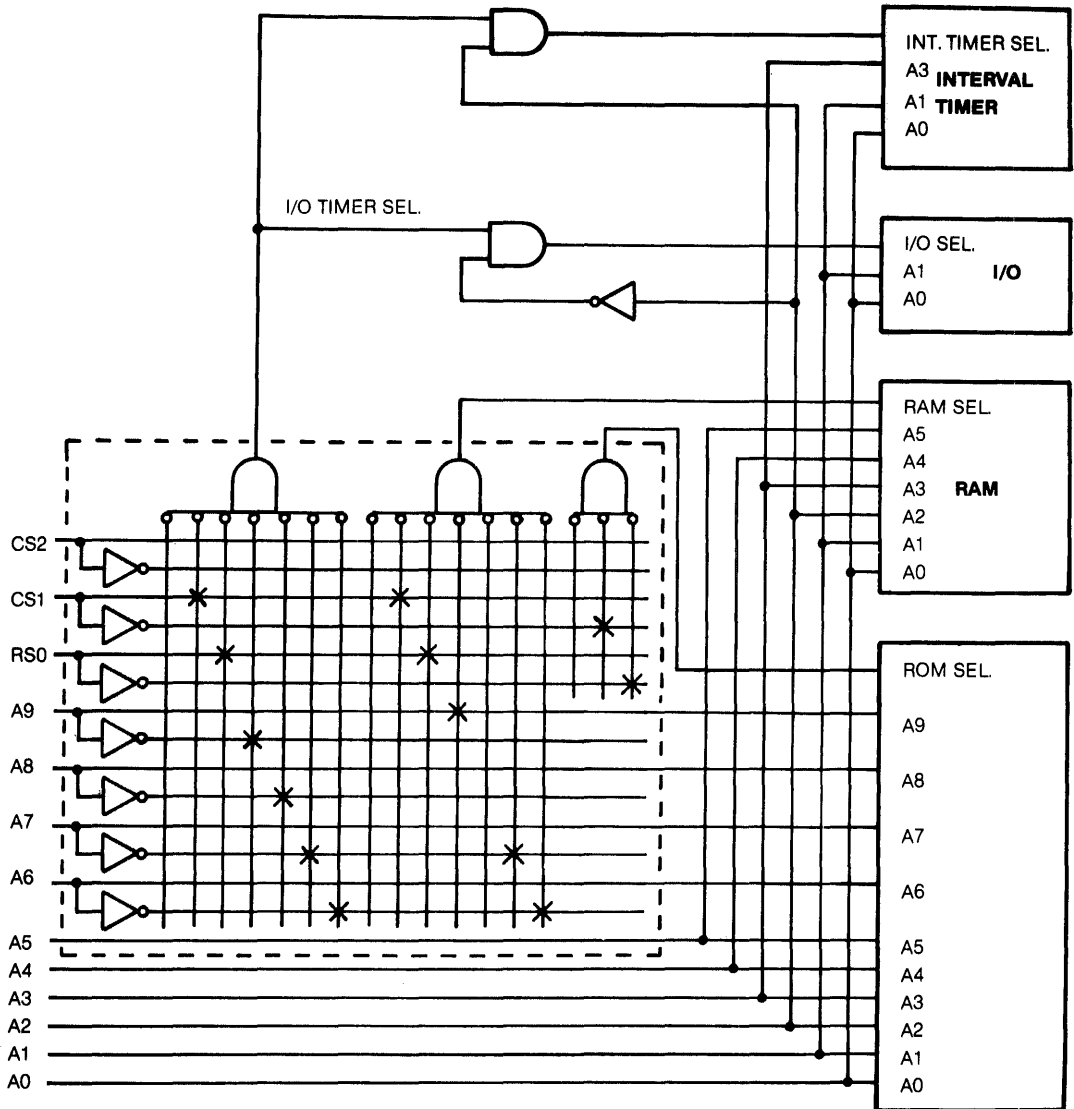 INT. TIMER SEL.
A3 INTERVAL
A1 TIMER
A0
I/O TIMER SEL.
I/O SEL.
A1 I/O
A0
RAM SEL.
A5
A4
A3 RAM
A2
A1
A0
CS2
CS1
RS0
A9
A8
A7
A6
A5
A4
A3
A2
A1
A0
ROM SEL.
A9
A8
A7
A6
A5
A4
A3
A2
A1
A0